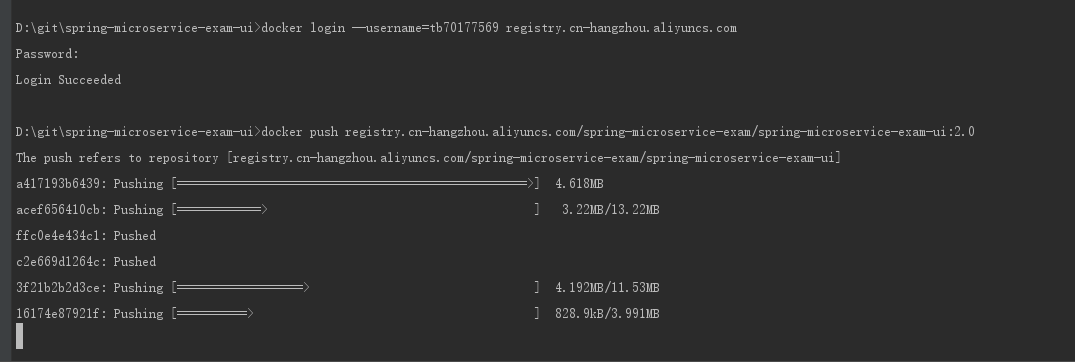 D:\git\spring-microservice-exam-ui>docker login --username=tb70177569 registry.cn-hangzhou.aliyuncs.com
Password:
Login Succeeded
D:\git\spring-microservice-exam-ui>docker push registry.cn-hangzhou.aliyuncs.com/spring-microservice-exam/spring-microservice-exam-ui:2.0
The push refers to repository [registry.cn-hangzhou.aliyuncs.com/spring-microservice-exam/spring-microservice-exam-ui]
a417193b6439: Pushing [==================================================>]  4.618MB
acef656410cb: Pushing [============>                                      ]   3.22MB/13.22MB
ffc0e4e434c1: Pushed
c2e669d1264c: Pushed
3f21b2b2d3ce: Pushing [==================>                                ]  4.192MB/11.53MB
16174e87921f: Pushing [==========>                                        ]  828.9kB/3.991MB